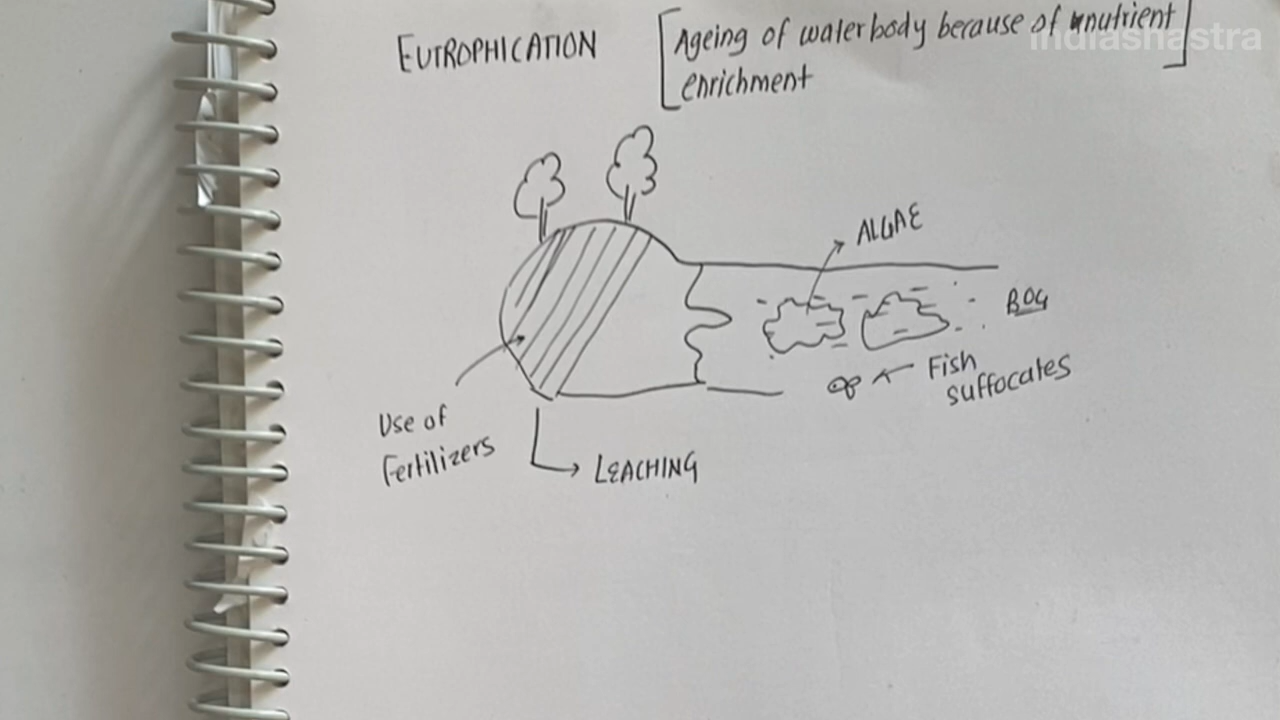 EUTROPHICATION
[Ageing of waterbody because of nutrient
enrichment]
indiashastra
ALGAE
BOG
Fish
suffocates
Use of
fertilizers
LEACHING